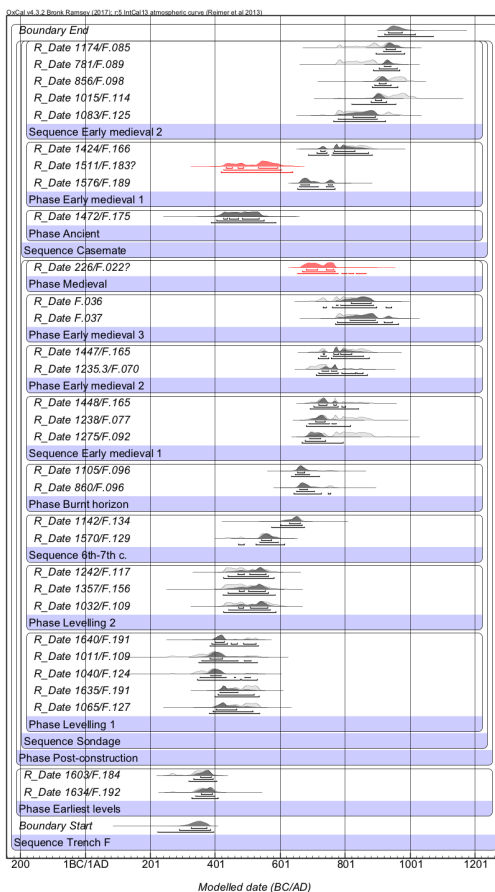 OxCal v4.3.2 Bronk Ramsey (2017); r:5 IntCal13 atmospheric curve (Reimer et al 2013)
Boundary End
R_Date 1174/F.085
R_Date 781/F.089
R_Date 856/F.098
R_Date 1015/F.114
R_Date 1083/F.125
Sequence Early medieval 2
R_Date 1424/F.166
R_Date 1511/F.183?
R_Date 1576/F.189
Phase Early medieval 1
R_Date 1472/F.175
Phase Ancient
Sequence Casemate
R_Date 226/F.022?
Phase Medieval
R_Date F.036
R_Date F.037
Phase Early medieval 3
R_Date 1447/F.165
R_Date 1235.3/F.070
Phase Early medieval 2
R_Date 1448/F.165
R_Date 1238/F.077
R_Date 1275/F.092
Sequence Early medieval 1
R_Date 1105/F.096
R_Date 860/F.096
Phase Burnt horizon
R_Date 1142/F.134
R_Date 1570/F.129
Sequence 6th-7th c.
R_Date 1242/F.117
R_Date 1357/F.156
R_Date 1032/F.109
Phase Levelling 2
R_Date 1640/F.191
R_Date 1011/F.109
R_Date 1040/F.124
R_Date 1635/F.191
R_Date 1065/F.127
Phase Levelling 1
Sequence Sondage
Phase Post-construction
R_Date 1603/F.184
R_Date 1634/F.192
Phase Earliest levels
Boundary Start
Sequence Trench F
200 1BC/1AD 201 401 601 801 1001 1201
Modelled date (BC/AD)